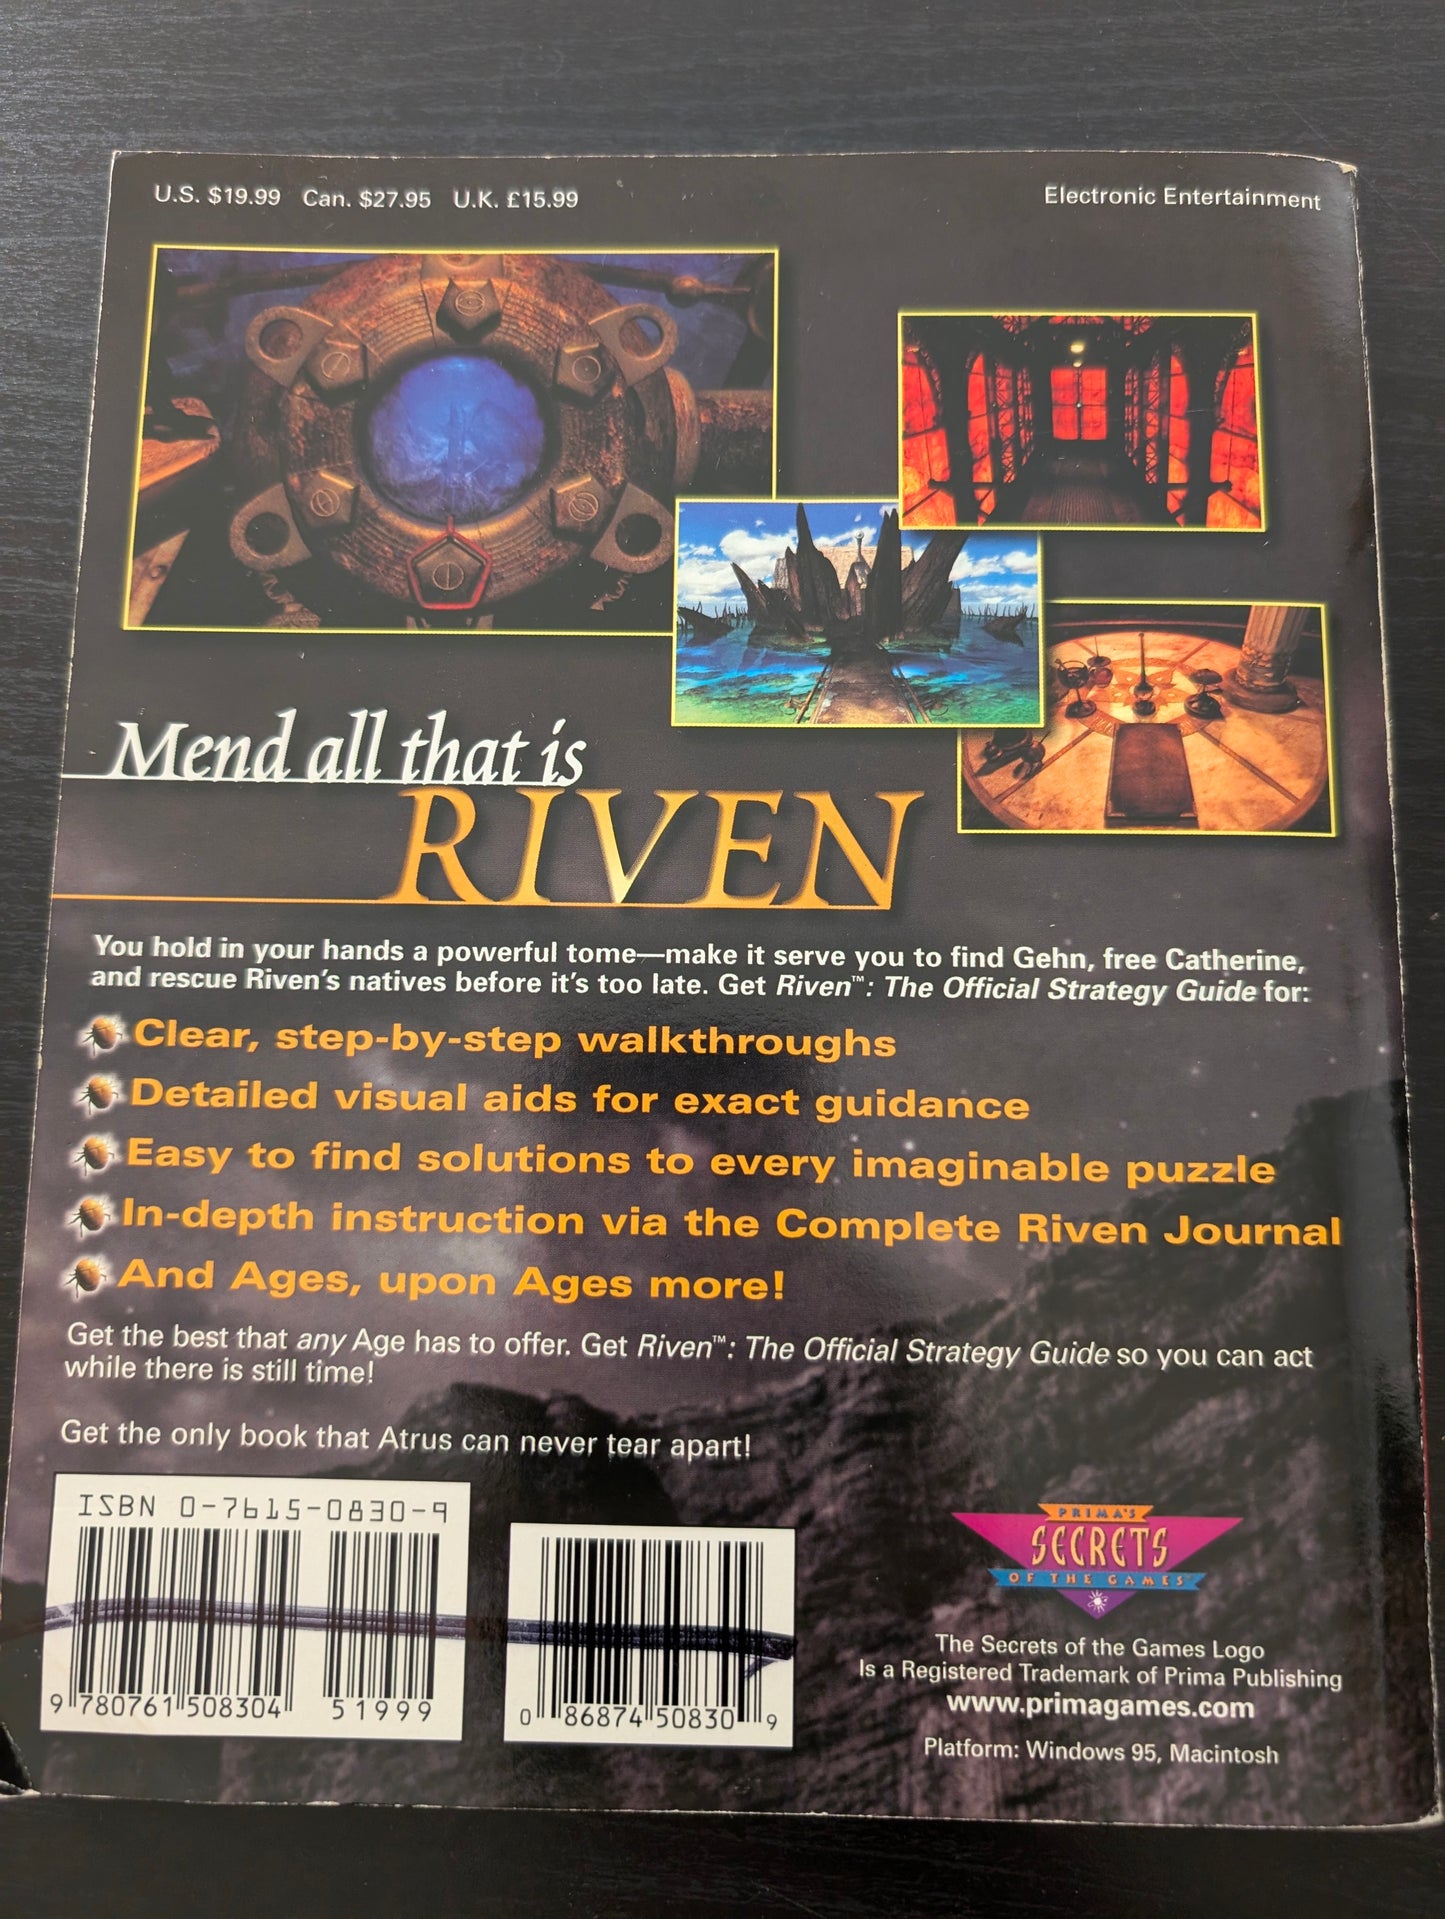 U.S. $19.99 Can. $27.95 U.K. £15.99
Electronic Entertainment
Mend all that is
RIVEN
You hold in your hands a powerful tome—make it serve you to find Gehn, free Catherine,
and rescue Riven's natives before it's too late. Get Riven™: The Official Strategy Guide for:
Clear, step-by-step walkthroughs
Detailed visual aids for exact guidance
Easy to find solutions to every imaginable puzzle
In-depth instruction via the Complete Riven Journal
And Ages, upon Ages more!
Get the best that any Age has to offer. Get Riven™: The Official Strategy Guide so you can act
while there is still time!
Get the only book that Atrus can never tear apart!
ISBN 0-7615-0830-9
9 780761 508304 51999
0 86874 50830 9
PRIMA'S
SECRETS
OF THE GAMES
The Secrets of the Games Logo
Is a Registered Trademark of Prima Publishing
www.primagames.com
Platform: Windows 95, Macintosh